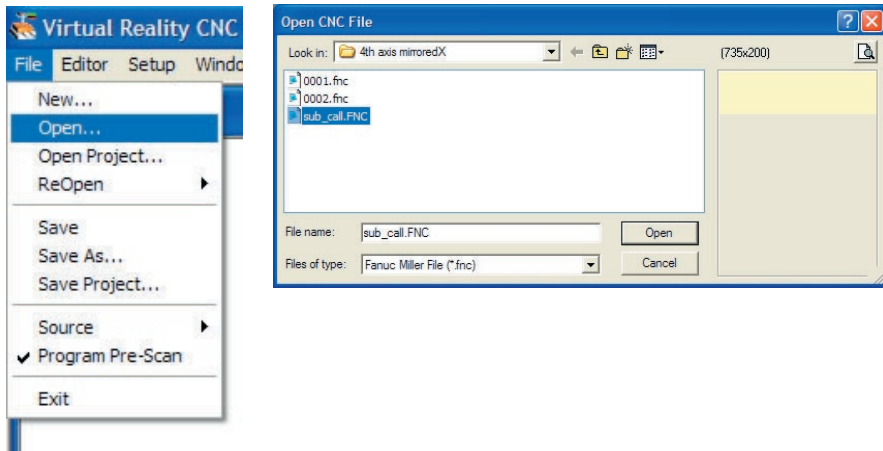 Virtual Reality CNC
File Editor Setup Windo
New...
Open...
Open Project...
ReOpen
Save
Save As...
Save Project...
Source
Program Pre-Scan
Exit
Open CNC File
Look in: 4th axis mirroredX
(735x200)
0001.fnc
0002.fnc
sub_call.FNC
File name: sub_call.FNC Open
Files of type: Fanuc Miller File (*.fnc) Cancel